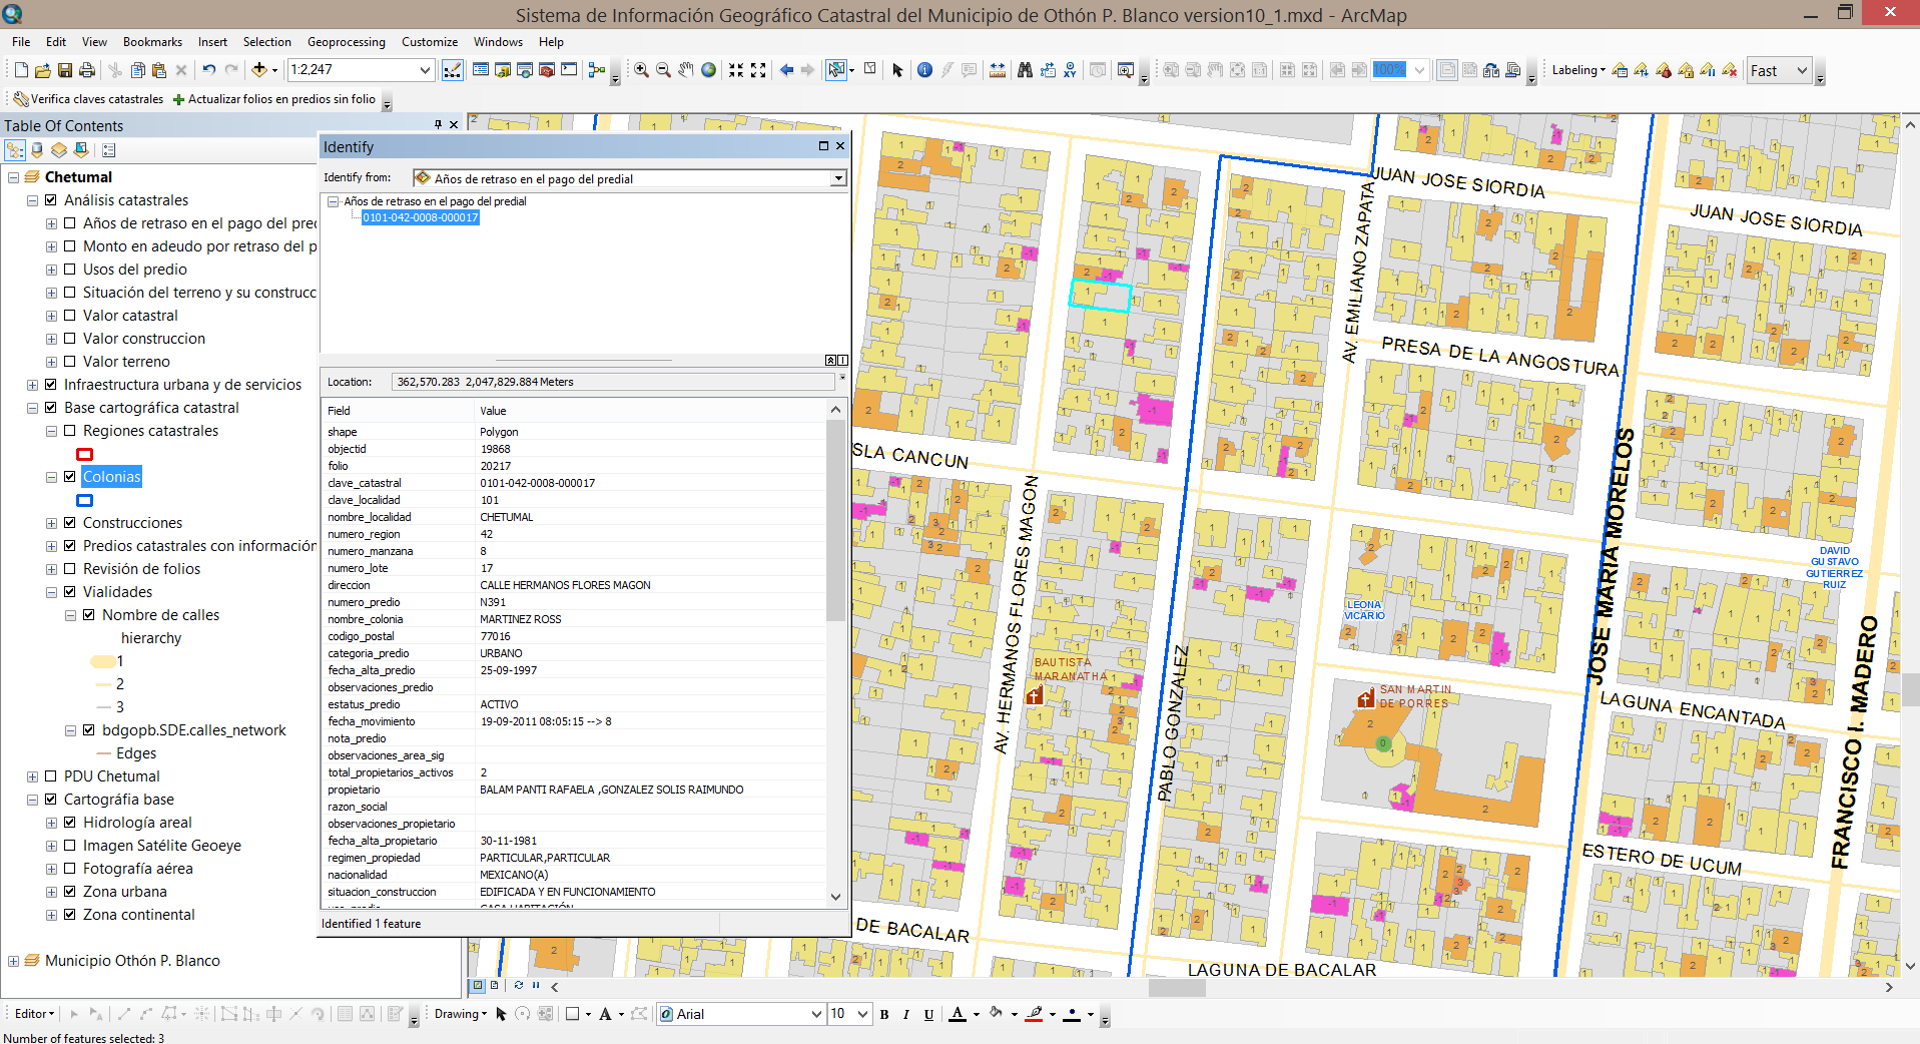 Sistema de Información Geográfico Catastral del Municipio de Othón P. Blanco version10_1.mxd - ArcMap
File Edit View Bookmarks Insert Selection Geoprocessing Customize Windows Help
1:2,247
100%
Labeling
Fast
Verifica claves catastrales
Actualizar folios en predios sin folio
Table Of Contents
Chetumal
Análisis catastrales
Años de retraso en el pago del pre
Monto en adeudo por retraso del p
Usos del predio
Situación del terreno y su construcc
Valor catastral
Valor construccion
Valor terreno
Infraestructura urbana y de servicios
Base cartográfica catastral
Regiones catastrales
Colonias
Construcciones
Predios catastrales con información
Revisión de folios
Vialidades
Nombre de calles
hierarchy
1
2
3
bdgopb.SDE.calles_network
Edges
PDU Chetumal
Cartográfia base
Hidrología areal
Imagen Satélite Geoeye
Fotografía aérea
Zona urbana
Zona continental
Municipio Othón P. Blanco
Identify
Identify from: Años de retraso en el pago del predial
Años de retraso en el pago del predial
0101-042-0008-000017
Location: 362,570.283 2,047,829.884 Meters
Field Value
shape Polygon
objectid 19868
folio 20217
clave_catastral 0101-042-0008-000017
clave_localidad 101
nombre_localidad CHETUMAL
numero_region 42
numero_manzana 8
numero_lote 17
direccion CALLE HERMANOS FLORES MAGON
numero_predio N391
nombre_colonia MARTINEZ ROSS
codigo_postal 77016
categoria_predio URBANO
fecha_alta_predio 25-09-1997
observaciones_predio
estatus_predio ACTIVO
fecha_movimiento 19-09-2011 08:05:15 --> 8
nota_predio
observaciones_area_sig
total_propietarios_activos 2
propietario BALAM PANTI RAFAELA ,GONZALEZ SOLIS RAIMUNDO
razon_social
observaciones_propietario
fecha_alta_propietario 30-11-1981
regimen_propiedad PARTICULAR,PARTICULAR
nacionalidad MEXICANO(A)
situacion_construccion EDIFICADA Y EN FUNCIONAMIENTO
Identified 1 feature
JUAN JOSE SIORDIA
JUAN JOSE SIORDIA
AV. EMILIANO ZAPATA
PRESA DE LA ANGOSTURA
SLA CANCUN
AV. HERMANOS FLORES MAGON
JOSE MARIA MORELOS
DAVID
GUSTAVO
GUTIERREZ
RUIZ
LEONA
VICARIO
BAUTISTA
MARANATHA
PABLO GONZALEZ
SAN MARTIN
DE PORRES
LAGUNA ENCANTADA
FRANCISCO I. MADERO
ESTERO DE UCUM
DE BACALAR
LAGUNA DE BACALAR
Editor
Drawing
Arial
10
B I U
Number of features selected: 3